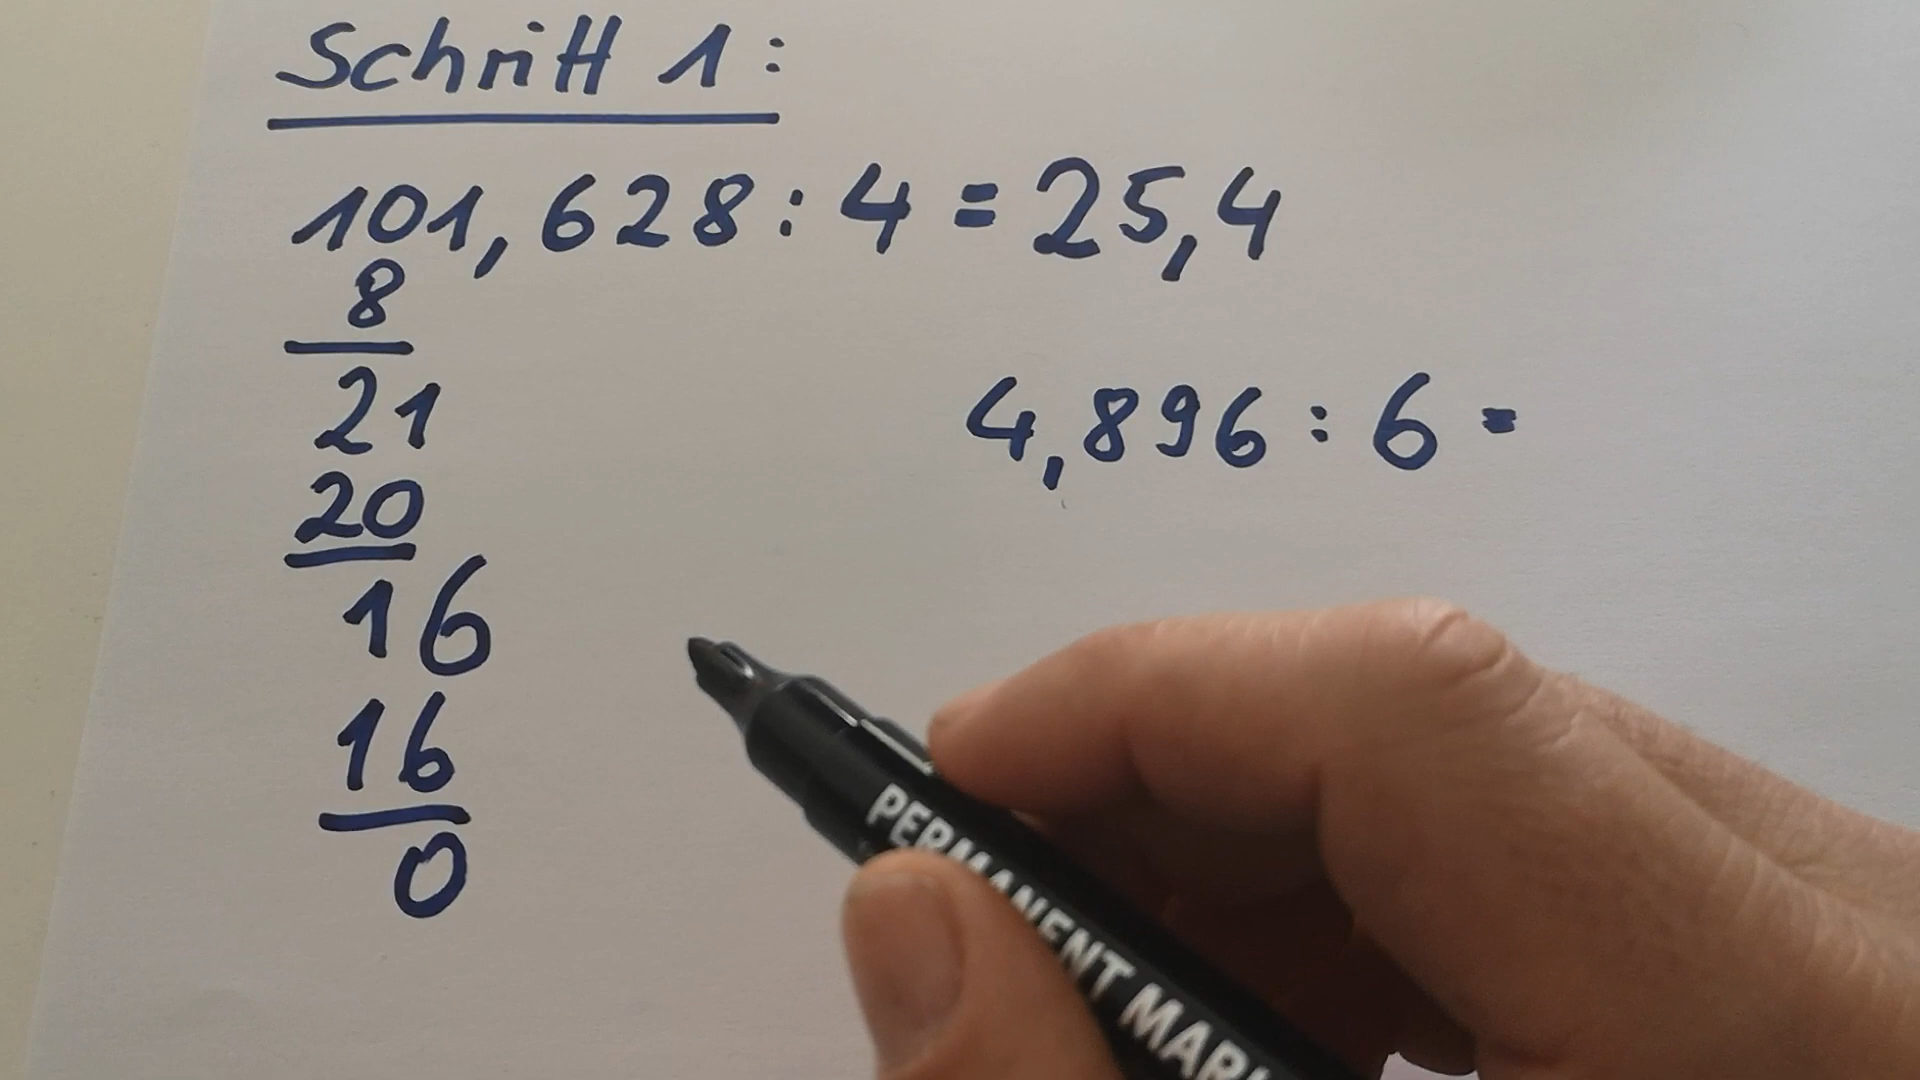 Schritt 1:
101,628 : 4 = 25,4
8
21
20
16
16
0
4,896 : 6 =
PERMANENT MAR